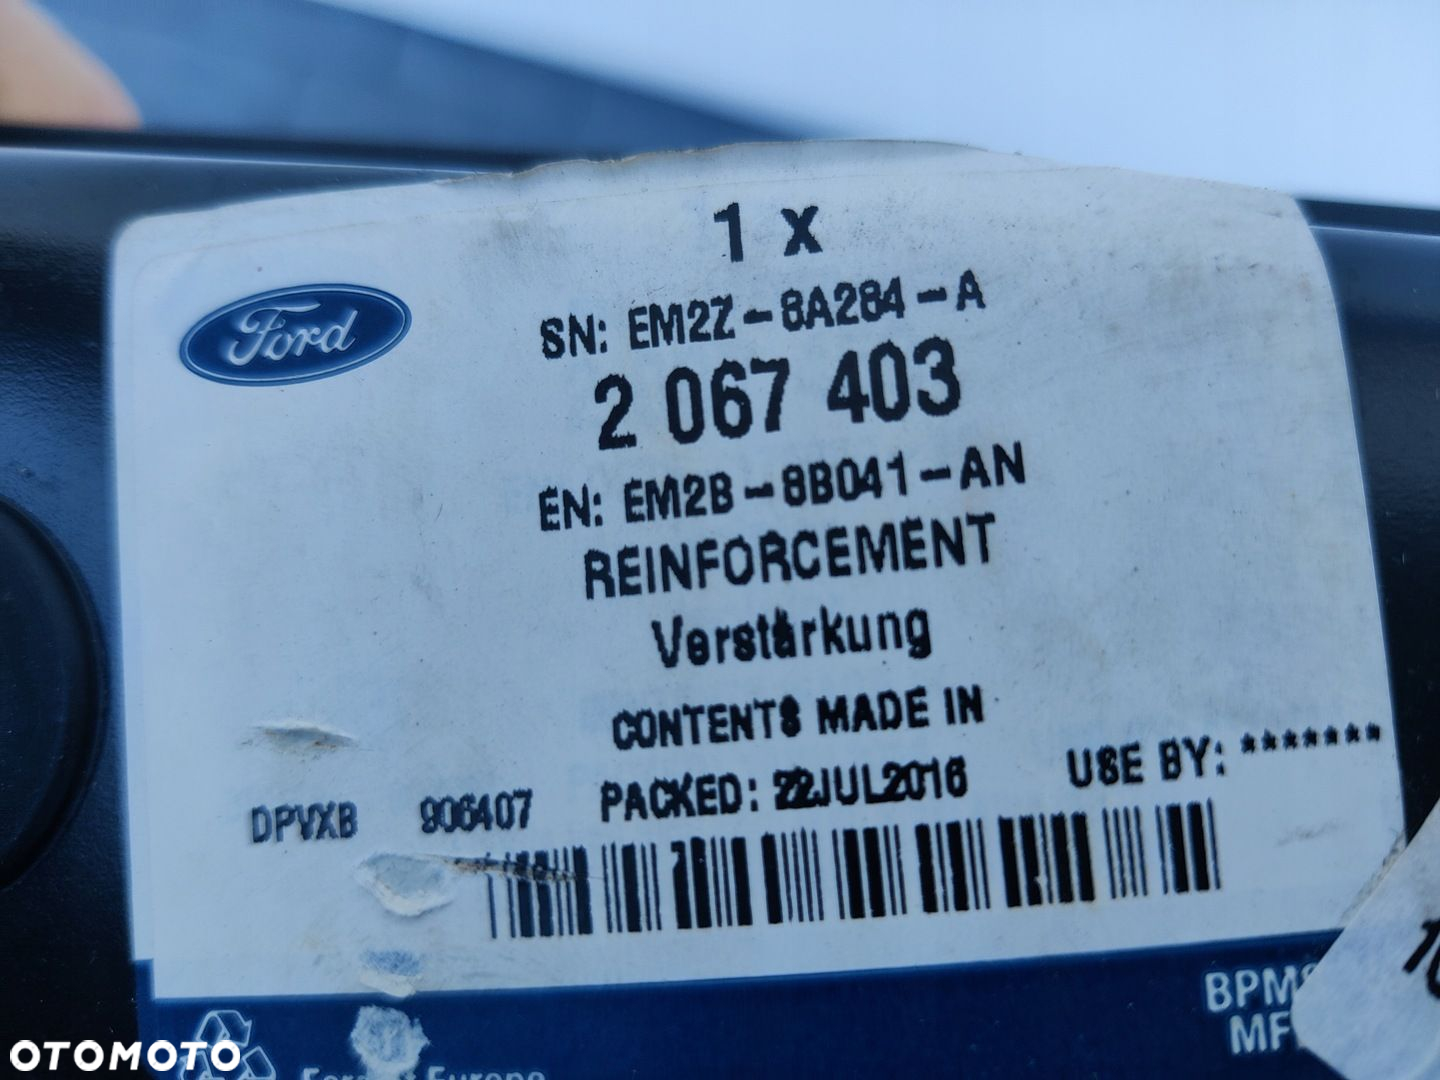 1 x
Ford
SN: EM2Z-8A284-A
2 067 403
EN: EM2B-8B041-AN
REINFORCEMENT
Verstärkung
CONTENTS MADE IN
DPVXB 906407 PACKED: 22JUL2016 USE BY: *******
OTOMOTO